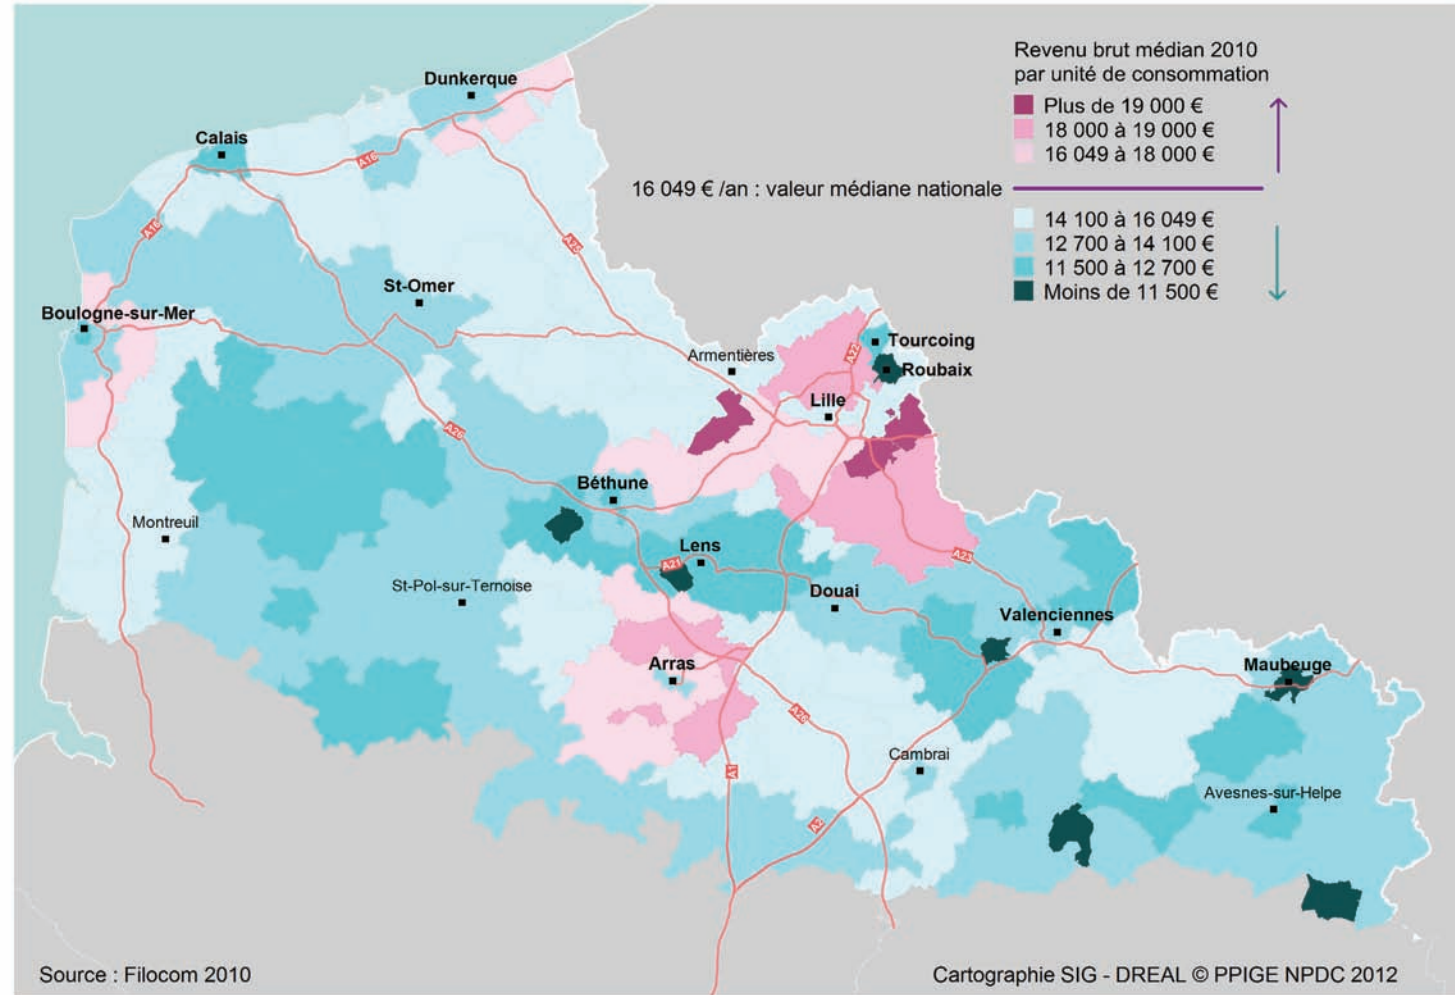 Revenu brut médian 2010
par unité de consommation
Plus de 19 000 €
18 000 à 19 000 €
16 049 à 18 000 €
16 049 € /an : valeur médiane nationale
14 100 à 16 049 €
12 700 à 14 100 €
11 500 à 12 700 €
Moins de 11 500 €
Dunkerque
Calais
A16
A16
A25
St-Omer
Boulogne-sur-Mer
Armentières
Tourcoing
A22
Roubaix
Lille
A26
Béthune
Montreuil
Lens
A21
A23
St-Pol-sur-Ternoise
Douai
Valenciennes
Arras
Maubeuge
A26
Cambrai
A1
Avesnes-sur-Helpe
A2
Source : Filocom 2010
Cartographie SIG - DREAL © PPIGE NPDC 2012